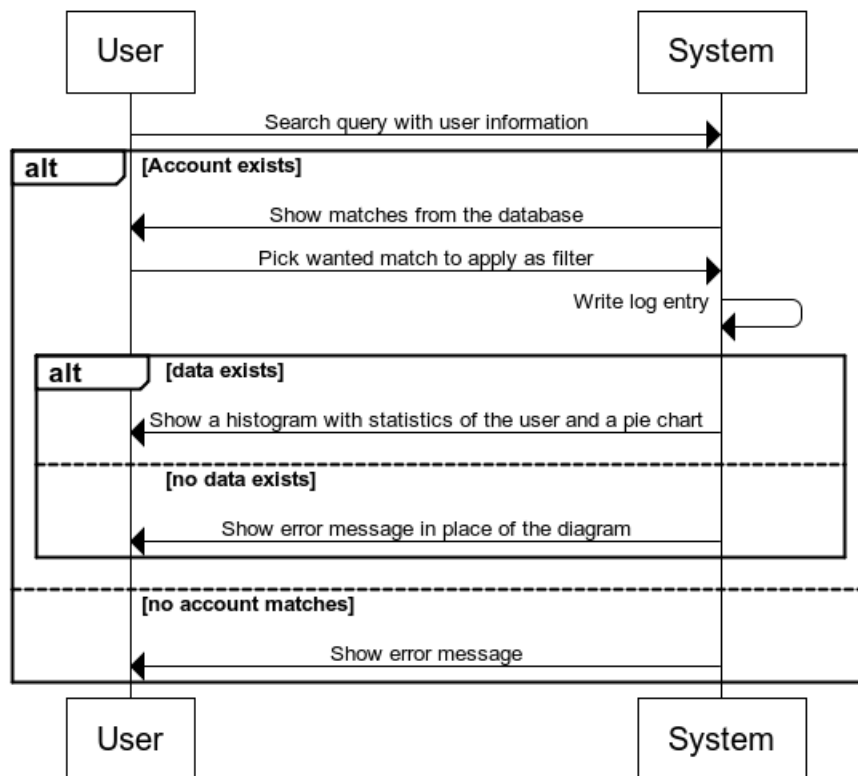 User System
Search query with user information
alt [Account exists]
Show matches from the database
Pick wanted match to apply as filter
Write log entry
alt [data exists]
Show a histogram with statistics of the user and a pie chart
[no data exists]
Show error message in place of the diagram
[no account matches]
Show error message
User System